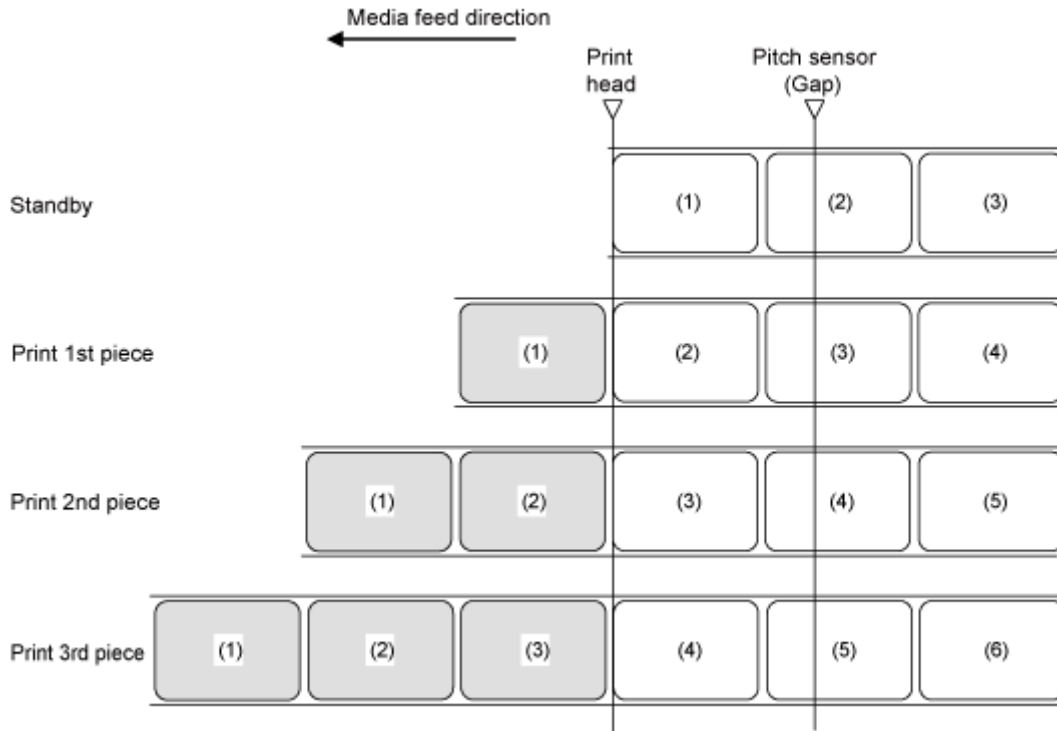 Media feed direction
Print
head
Pitch sensor
(Gap)
Standby
(1)
(2)
(3)
Print 1st piece
(1)
(2)
(3)
(4)
Print 2nd piece
(1)
(2)
(3)
(4)
(5)
Print 3rd piece
(1)
(2)
(3)
(4)
(5)
(6)